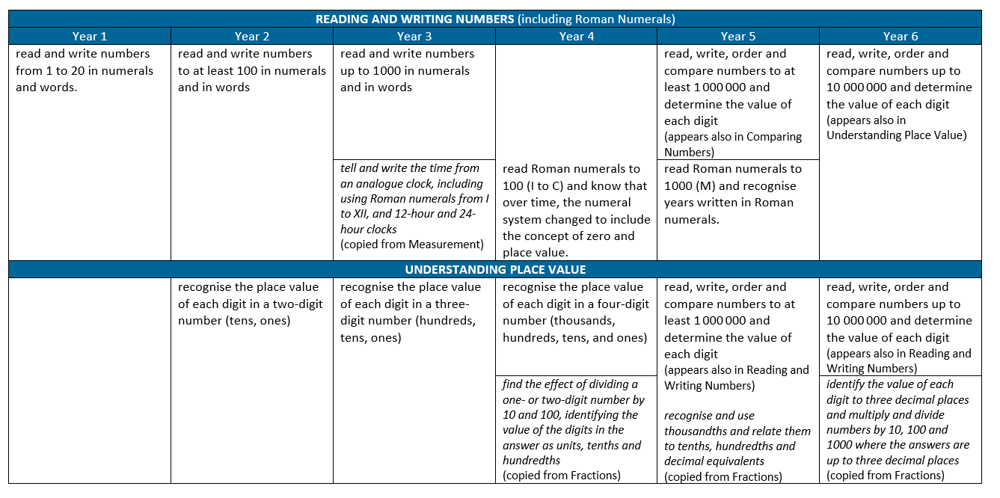 READING AND WRITING NUMBERS (including Roman Numerals)
Year 1
Year 2
Year 3
Year 4
Year 5
Year 6
read and write numbers
from 1 to 20 in numerals
and words.
read and write numbers
to at least 100 in numerals
and in words
read and write numbers
up to 1000 in numerals
and in words
read, write, order and
compare numbers to at
least 1 000 000 and
determine the value of
each digit
(appears also in Comparing
Numbers)
read, write, order and
compare numbers up to
10 000 000 and determine
the value of each digit
(appears also in
Understanding Place Value)
tell and write the time from
an analogue clock, including
using Roman numerals from I
to XII, and 12-hour and 24-
hour clocks
(copied from Measurement)
read Roman numerals to
100 (I to C) and know that
over time, the numeral
system changed to include
the concept of zero and
place value.
read Roman numerals to
1000 (M) and recognise
years written in Roman
numerals.
UNDERSTANDING PLACE VALUE
recognise the place value
of each digit in a two-digit
number (tens, ones)
recognise the place value
of each digit in a three-
digit number (hundreds,
tens, ones)
recognise the place value
of each digit in a four-digit
number (thousands,
hundreds, tens, and ones)
read, write, order and
compare numbers to at
least 1 000 000 and
determine the value of
each digit
(appears also in Reading and
Writing Numbers)
read, write, order and
compare numbers up to
10 000 000 and determine
the value of each digit
(appears also in Reading and
Writing Numbers)
find the effect of dividing a
one- or two-digit number by
10 and 100, identifying the
value of the digits in the
answer as units, tenths and
hundredths
(copied from Fractions)
recognise and use
thousandths and relate them
to tenths, hundredths and
decimal equivalents
(copied from Fractions)
identify the value of each
digit to three decimal places
and multiply and divide
numbers by 10, 100 and
1000 where the answers are
up to three decimal places
(copied from Fractions)